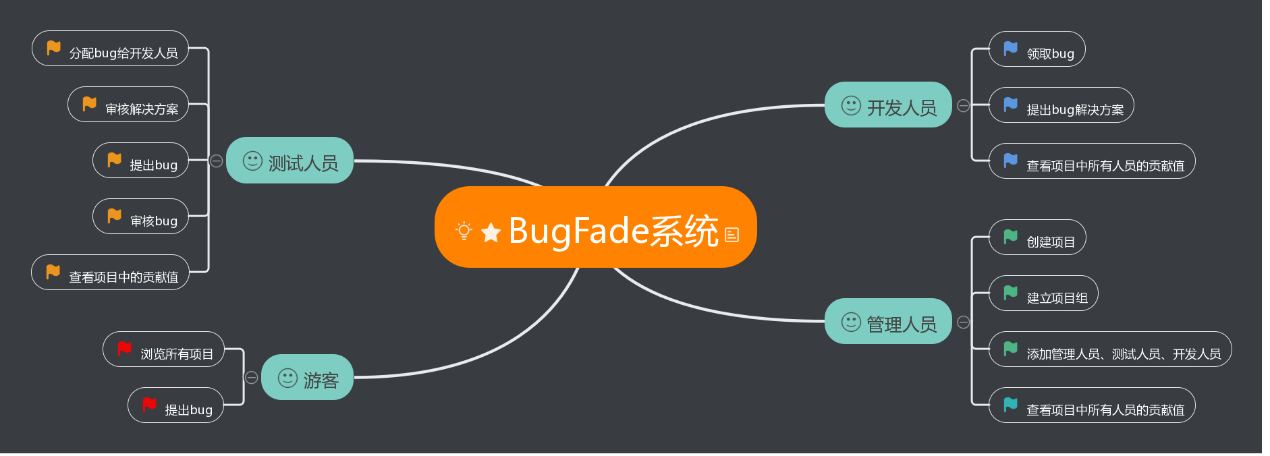 BugFade系统
开发人员
领取bug
提出bug解决方案
查看项目中所有人员的贡献值
管理人员
创建项目
建立项目组
添加管理人员、测试人员、开发人员
查看项目中所有人员的贡献值
测试人员
分配bug给开发人员
审核解决方案
提出bug
审核bug
查看项目中的贡献值
游客
浏览所有项目
提出bug